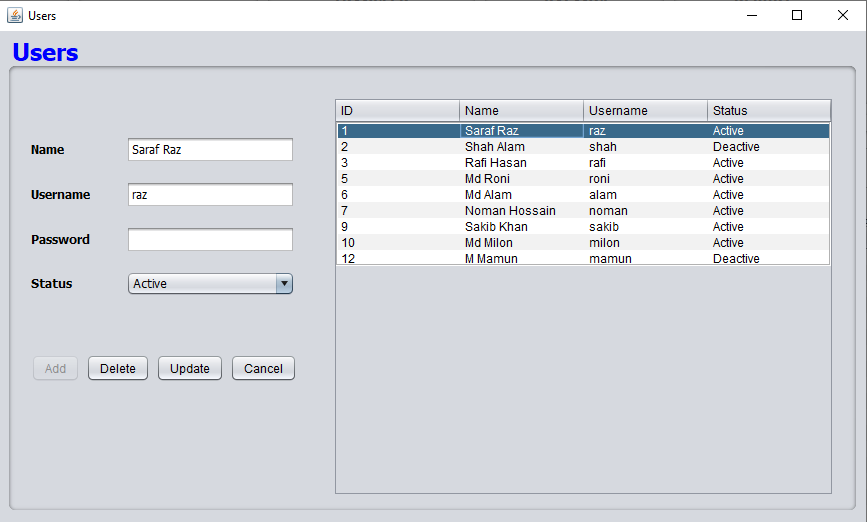 Users
Users
Name Saraf Raz
Username raz
Password
Status Active
Add Delete Update Cancel
ID Name Username Status
1 Saraf Raz raz Active
2 Shah Alam shah Deactive
3 Rafi Hasan rafi Active
5 Md Roni roni Active
6 Md Alam alam Active
7 Noman Hossain noman Active
9 Sakib Khan sakib Active
10 Md Milon milon Active
12 M Mamun mamun Deactive